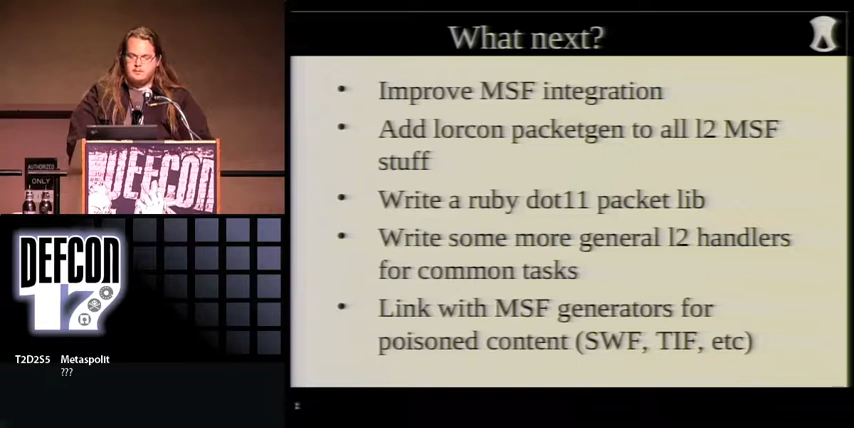 What next?
• Improve MSF integration
• Add lorcon packetgen to all l2 MSF
stuff
• Write a ruby dot11 packet lib
• Write some more general l2 handlers
for common tasks
• Link with MSF generators for
poisoned content (SWF, TIF, etc)
AUTHORIZED
ONLY
DEFCON
DEFCON
17
T2D2S5 Metaspolit
???